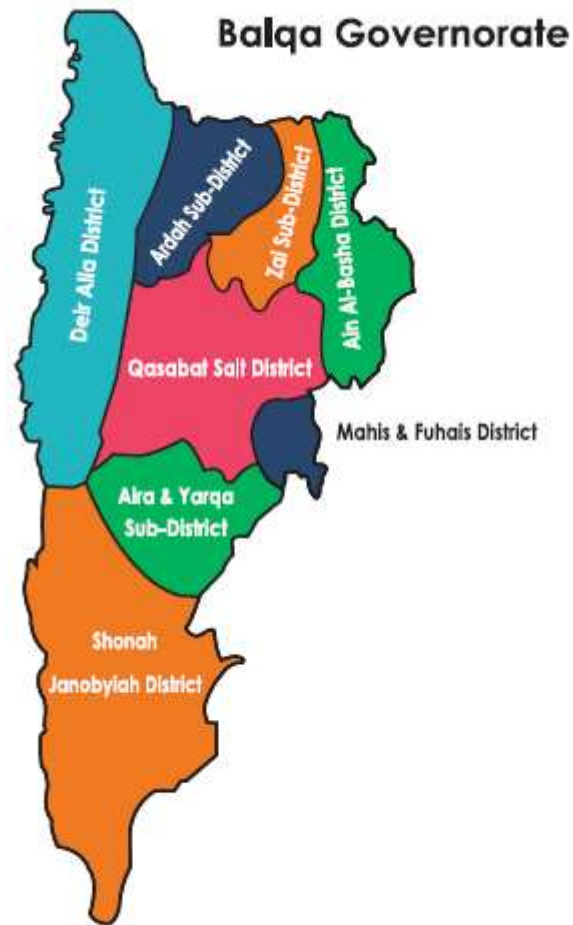 Balqa Governorate
Ardah Sub-District
Zai Sub-District
Ain Al-Basha District
Deir Alla District
Qasabat Salt District
Mahis & Fuhais District
Aira & Yarqa
Sub-District
Shonah
Janobyiah District